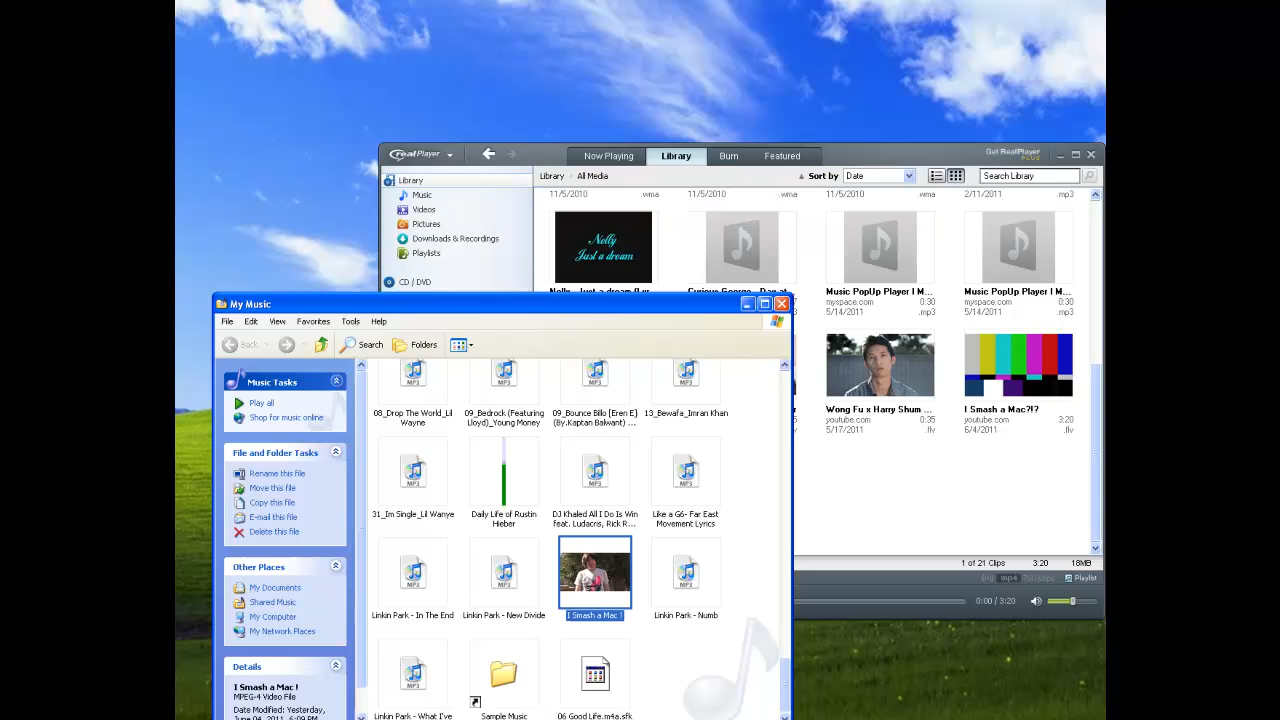 RealPlayer
Now Playing
Library
Burn
Featured
Get RealPlayer
PLUS
Library
Library
All Media
Sort by
Date
Search Library
Music
Videos
Pictures
Downloads & Recordings
Playlists
CD / DVD
11/5/2010 .wma
11/5/2010 .wma
11/5/2010 .wma
2/11/2011 .mp3
Nelly
Just a dream
Music PopUp Player I M...
myspace.com 0:30
5/14/2011 .mp3
Music PopUp Player I M...
myspace.com 0:30
5/14/2011 .mp3
Wong Fu x Harry Shum ...
youtube.com 0:35
5/17/2011 .flv
I Smash a Mac?!?
youtube.com 3:20
6/4/2011 .flv
1 of 21 Clips 3:20 18MB
mp4
Playlist
0:00 / 3:20
My Music
File Edit View Favorites Tools Help
Back
Search
Folders
Music Tasks
Play all
Shop for music online
File and Folder Tasks
Rename this file
Move this file
Copy this file
E-mail this file
Delete this file
Other Places
My Documents
Shared Music
My Computer
My Network Places
Details
I Smash a Mac !
MPEG-4 Video File
Date Modified: Yesterday,
June 04, 2011, 6:09 PM
MP3
MP3
MP3
MP3
08_Drop The World_Lil
Wayne
09_Bedrock (Featuring
Lloyd)_Young Money
09_Bounce Billo [Eren E]
(By.Kaptan Balwant) ...
13_Bewafa_Imran Khan
MP3
MP3
MP3
31_Im Single_Lil Wanye
Daily Life of Rustin
Hieber
DJ Khaled All I Do Is Win
feat. Ludacris, Rick R...
Like a G6- Far East
Movement Lyrics
MP3
MP3
MP3
Linkin Park - In The End
Linkin Park - New Divide
I Smash a Mac !
Linkin Park - Numb
MP3
Linkin Park - What I've
Sample Music
06 Good Life.m4a.sfk